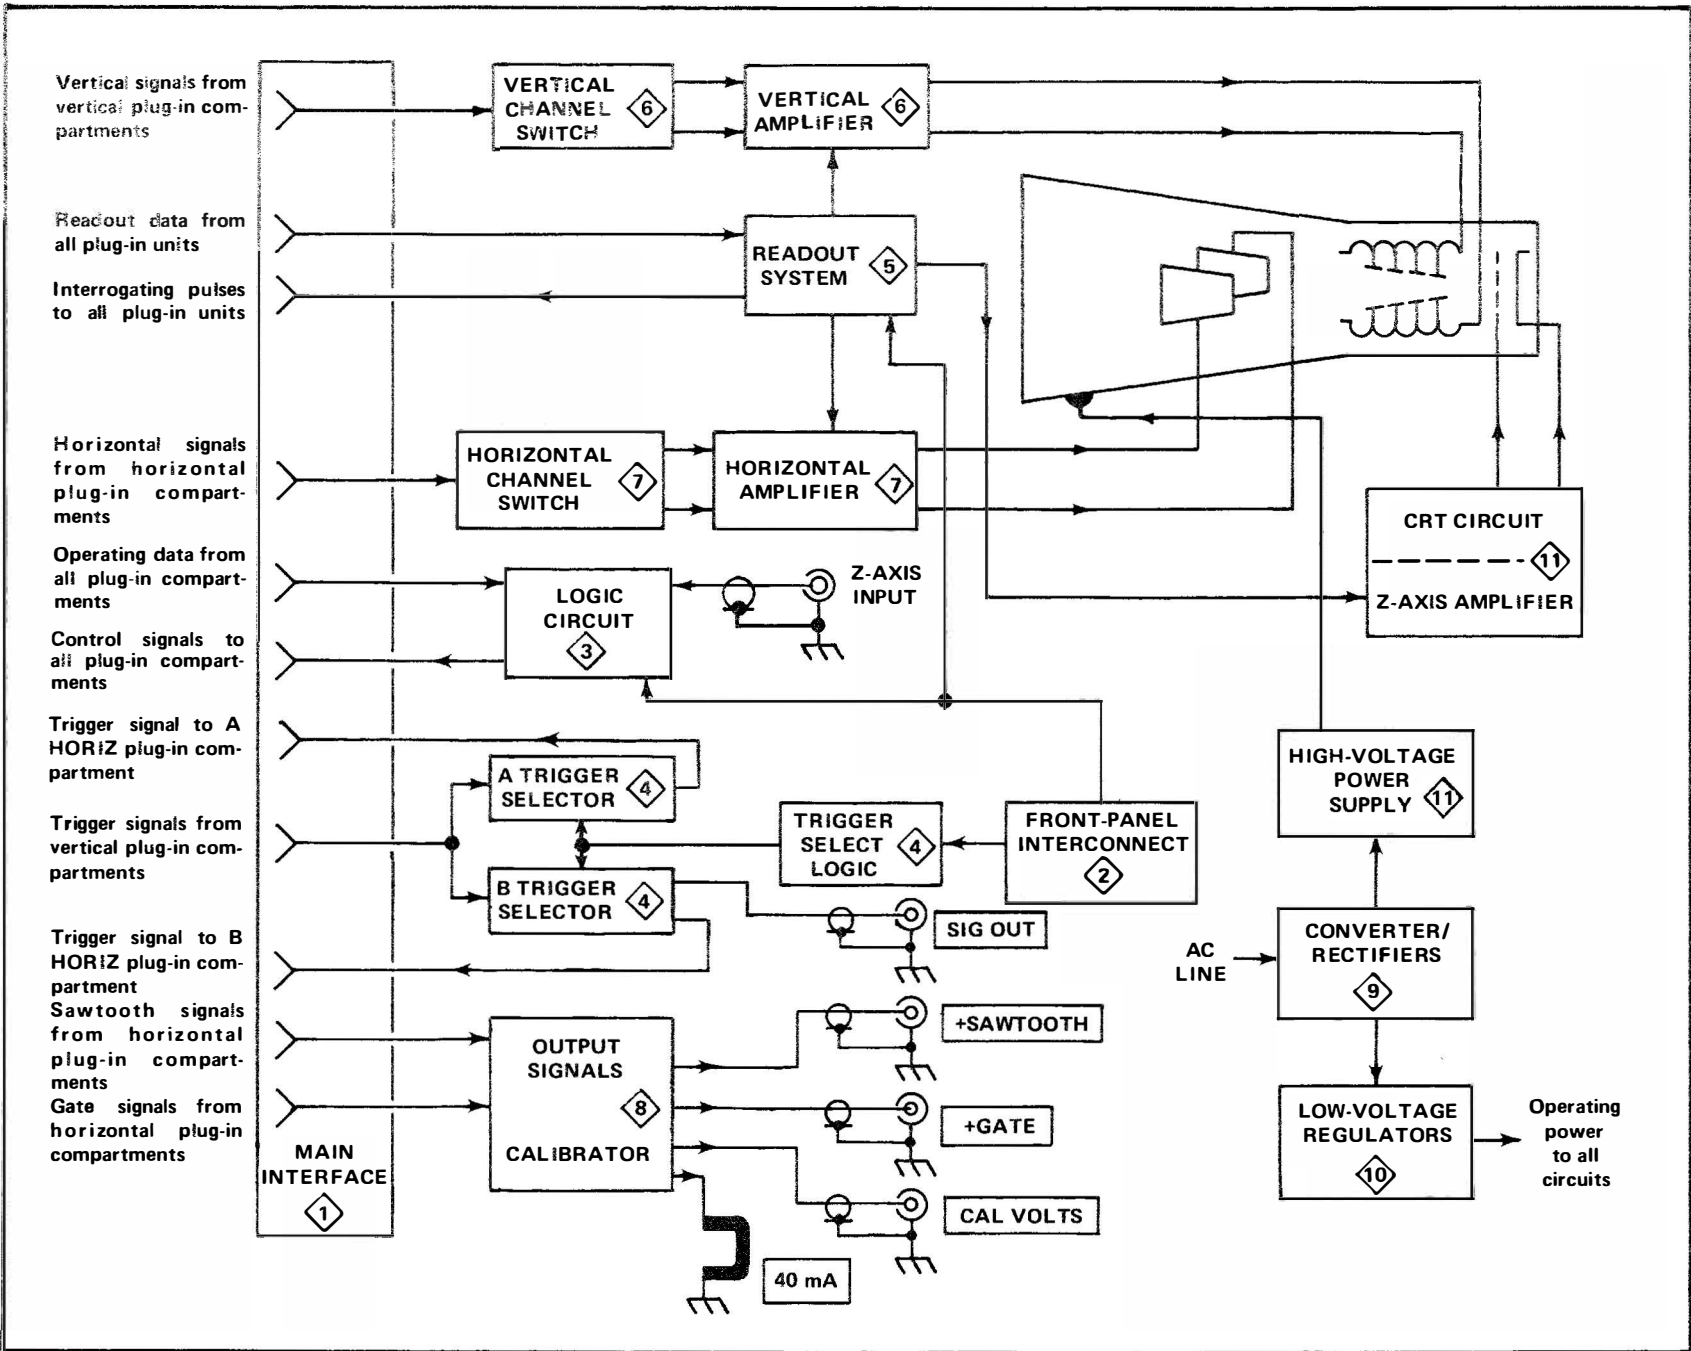 Vertical signals from
vertical plug-in com-
partments
Readout data from
all plug-in units
Interrogating pulses
to all plug-in units
Horizontal signals
from horizontal
plug-in compart-
ments
Operating data from
all plug-in compart-
ments
Control signals to
all plug-in compart-
ments
Trigger signal to A
HORIZ plug-in com-
partment
Trigger signals from
vertical plug-in com-
partments
Trigger signal to B
HORIZ plug-in com-
partment
Sawtooth signals
from horizontal
plug-in compart-
ments
Gate signals from
horizontal plug-in
compartments
MAIN
INTERFACE
1
VERTICAL
CHANNEL
SWITCH
6
VERTICAL
AMPLIFIER
6
READOUT
SYSTEM
5
HORIZONTAL
CHANNEL
SWITCH
7
HORIZONTAL
AMPLIFIER
7
LOGIC
CIRCUIT
3
Z-AXIS
INPUT
CRT CIRCUIT
11
Z-AXIS AMPLIFIER
A TRIGGER
SELECTOR
4
B TRIGGER
SELECTOR
4
TRIGGER
SELECT
LOGIC
4
FRONT-PANEL
INTERCONNECT
2
HIGH-VOLTAGE
POWER
SUPPLY
11
SIG OUT
AC
LINE
CONVERTER/
RECTIFIERS
9
OUTPUT
SIGNALS
8
CALIBRATOR
+SAWTOOTH
+GATE
CAL VOLTS
40 mA
LOW-VOLTAGE
REGULATORS
10
Operating
power
to all
circuits